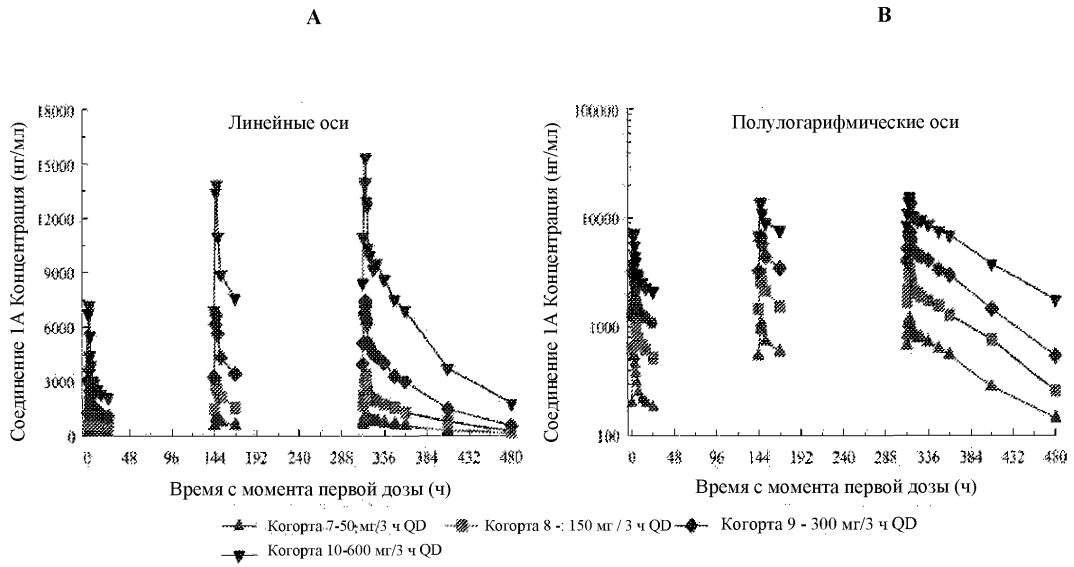 A
B
18000
15000
12000
9000
6000
3000
0
Соединение 1А Концентрация (нг/мл)
Линейные оси
0 48 96 144 192 240 288 336 384 432 480
Время с момента первой дозы (ч)
100000
10000
1000
100
Соединение 1А Концентрация (нг/мл)
Полулогарифмические оси
0 48 96 144 192 240 288 336 384 432 480
Время с момента первой дозы (ч)
Когорта 7-50 мг/3 ч QD Когорта 8 -: 150 мг / 3 ч QD Когорта 9 - 300 мг/3 ч QD
Когорта 10-600 мг/3 ч QD